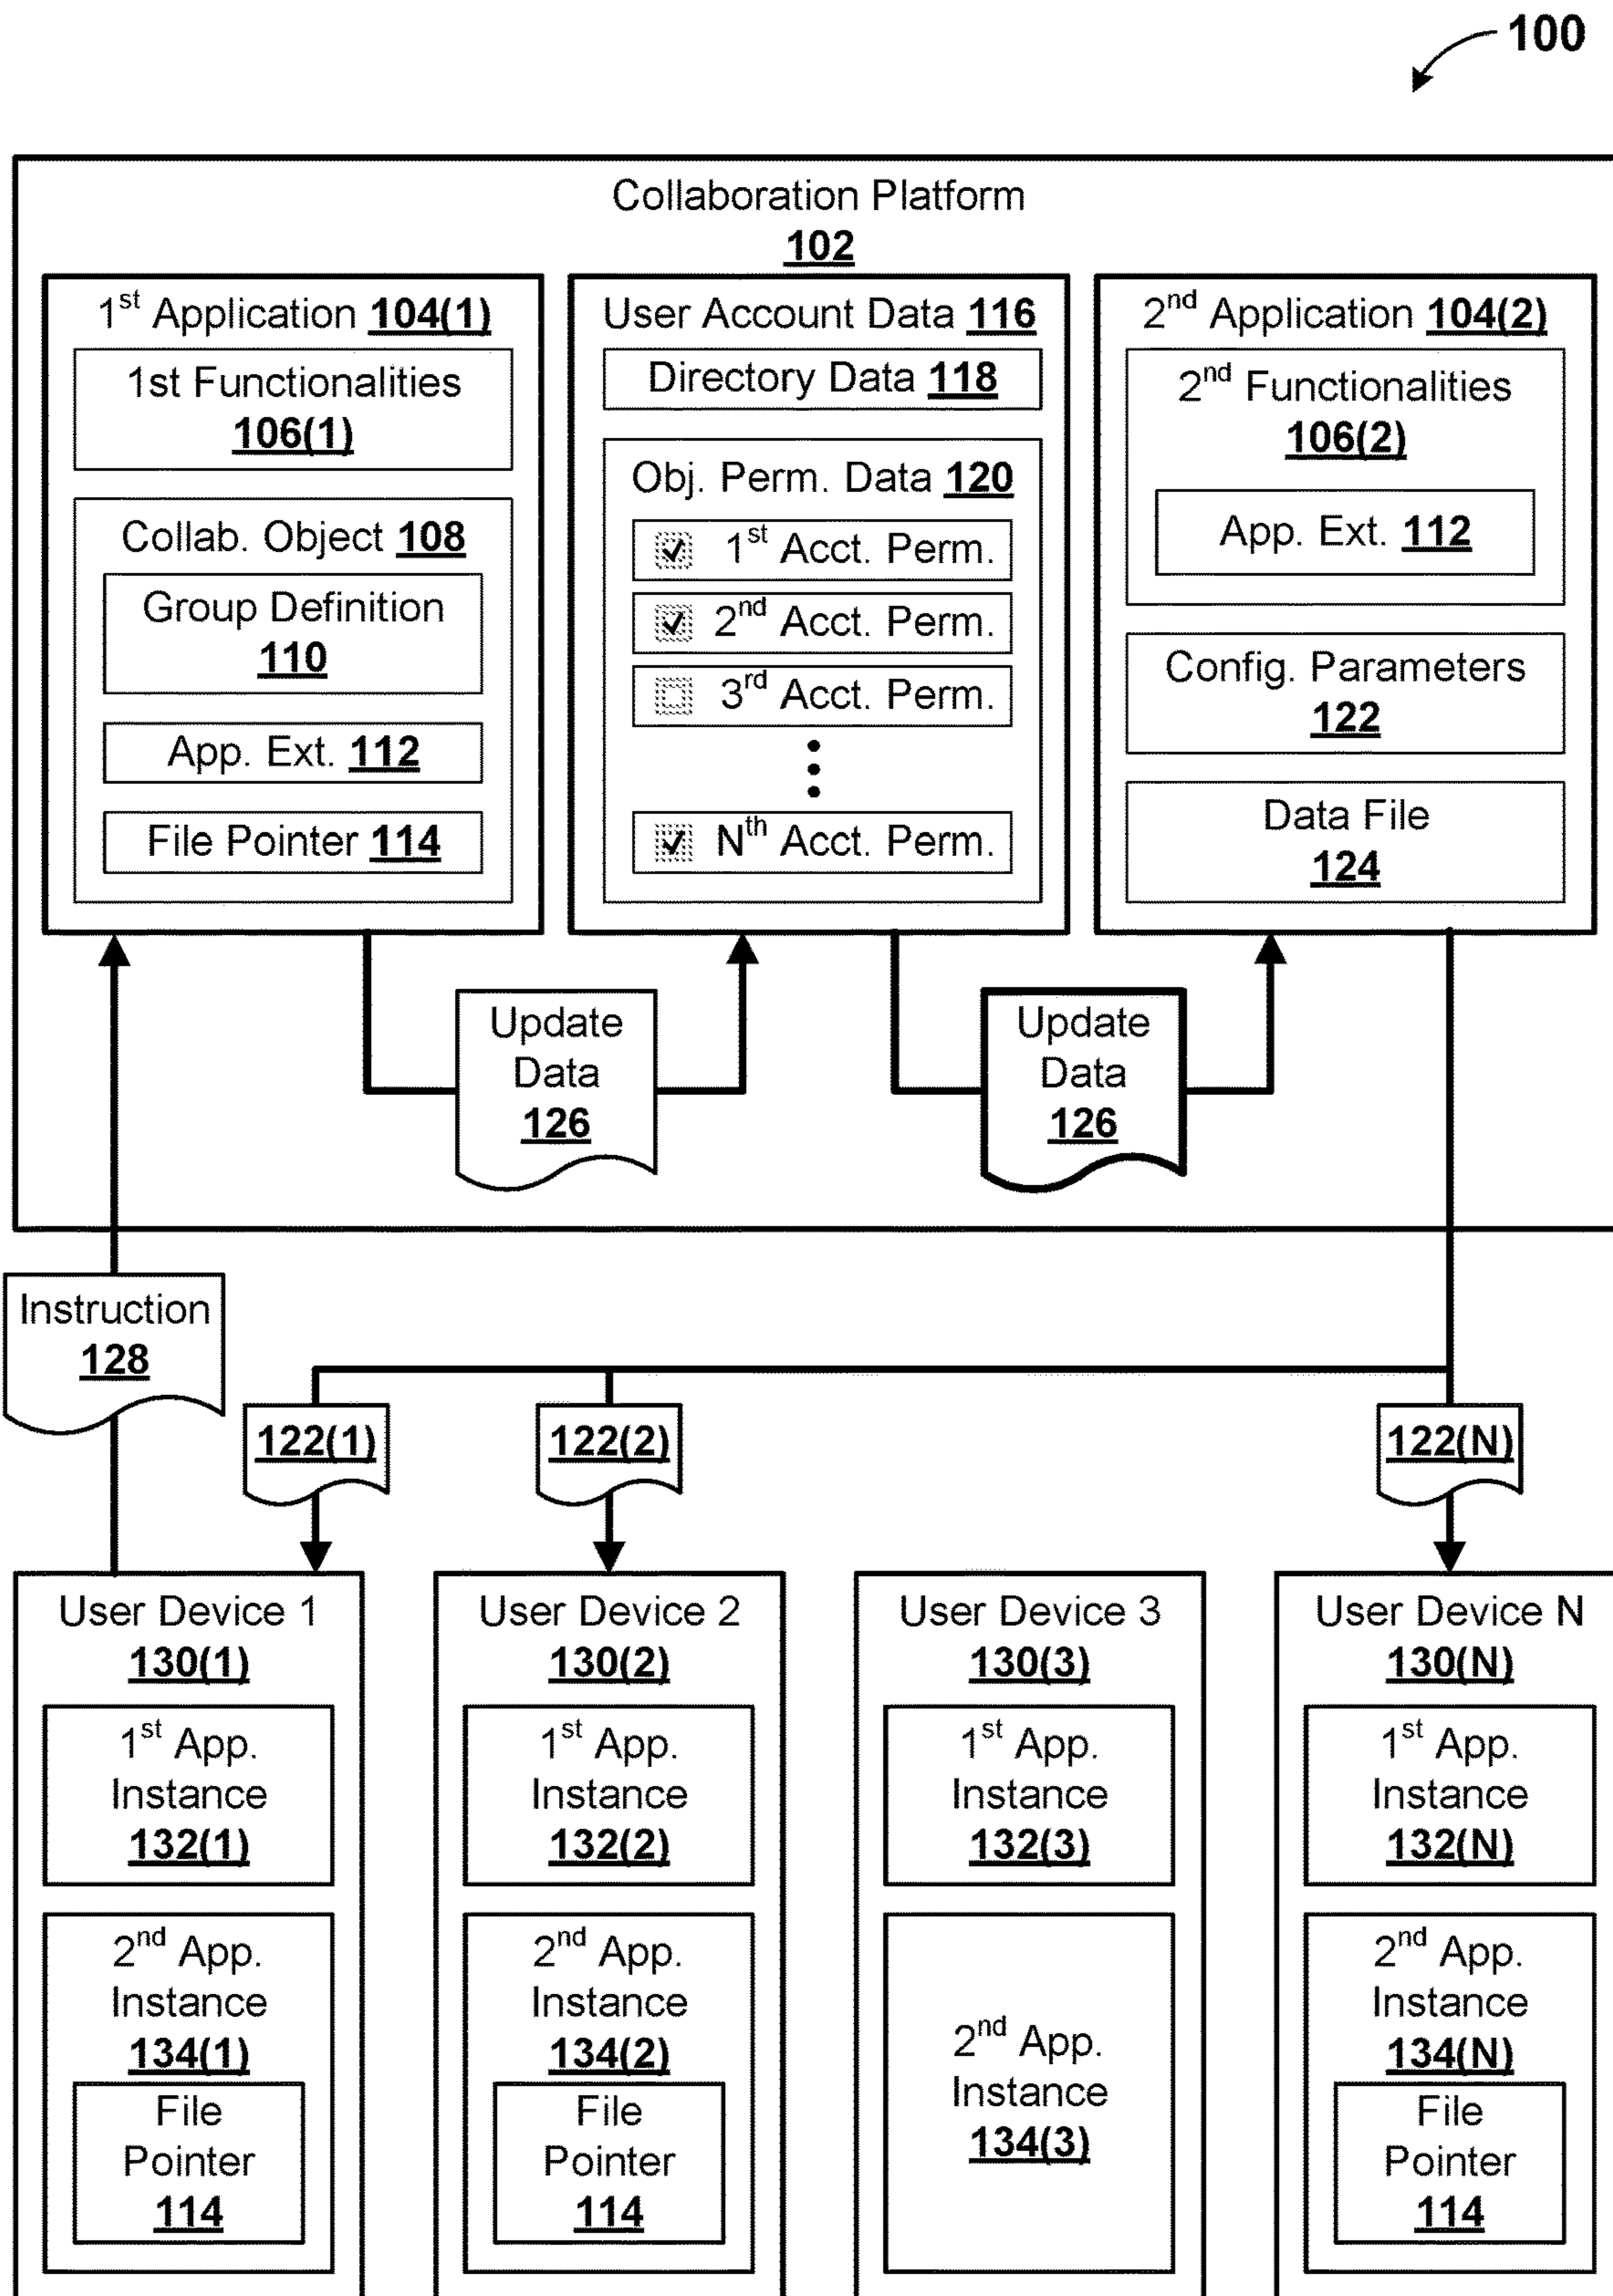 100
Collaboration Platform
102
1st Application 104(1)
1st Functionalities
106(1)
Collab. Object 108
Group Definition
110
App. Ext. 112
File Pointer 114
User Account Data 116
Directory Data 118
Obj. Perm. Data 120
1st Acct. Perm.
2nd Acct. Perm.
3rd Acct. Perm.
Nth Acct. Perm.
2nd Application 104(2)
2nd Functionalities
106(2)
App. Ext. 112
Config. Parameters
122
Data File
124
Update
Data
126
Update
Data
126
Instruction
128
122(1)
122(2)
122(N)
User Device 1
130(1)
1st App.
Instance
132(1)
2nd App.
Instance
134(1)
File
Pointer
114
User Device 2
130(2)
1st App.
Instance
132(2)
2nd App.
Instance
134(2)
File
Pointer
114
User Device 3
130(3)
1st App.
Instance
132(3)
2nd App.
Instance
134(3)
User Device N
130(N)
1st App.
Instance
132(N)
2nd App.
Instance
134(N)
File
Pointer
114